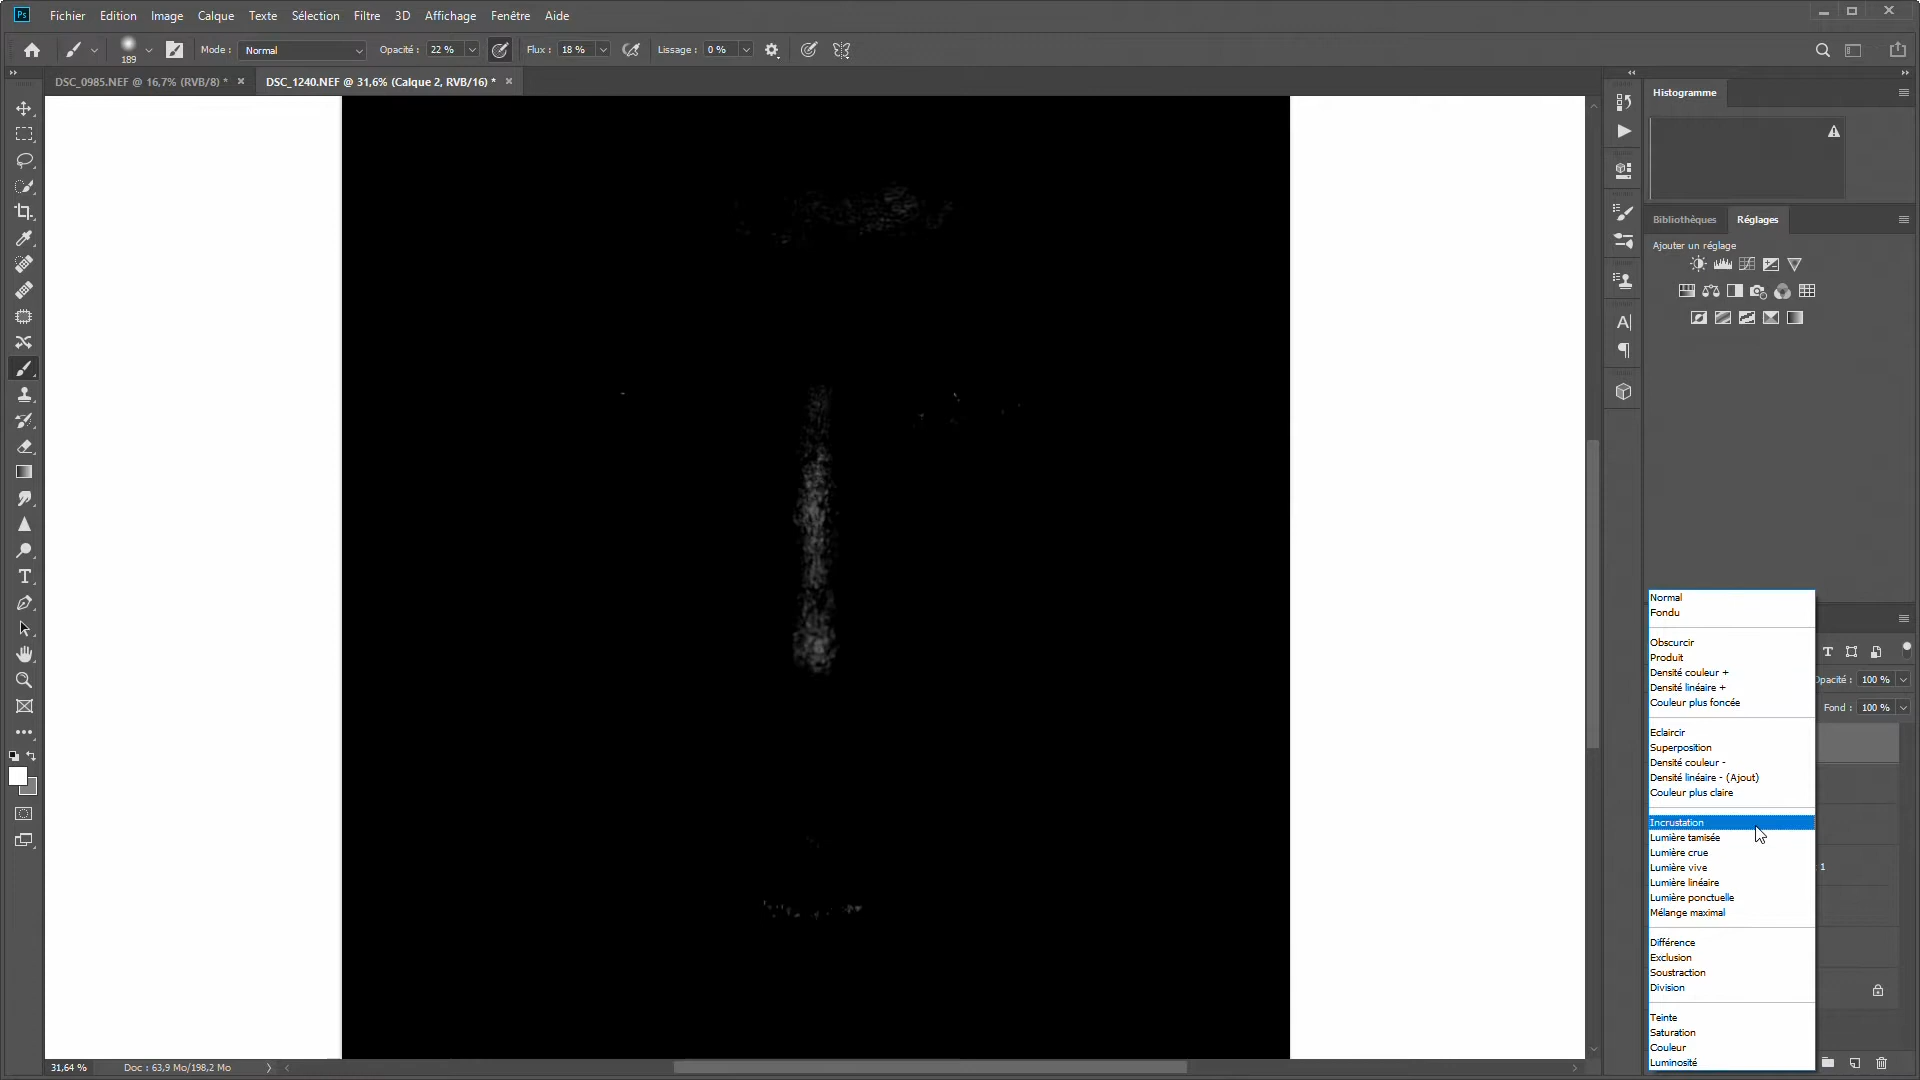 Ps Fichier Edition Image Calque Texte Sélection Filtre 3D Affichage Fenêtre Aide
189 Mode : Normal Opacité : 22 % Flux : 18 % Lissage : 0 %
DSC_0985.NEF @ 16,7% (RVB/8) * DSC_1240.NEF @ 31,6% (Calque 2, RVB/16) *
Histogramme
Bibliothèques Réglages
Ajouter un réglage
Normal
Fondu
Obscurcir
Produit
Densité couleur +
Opacité : 100 %
Densité linéaire +
Couleur plus foncée
Fond : 100 %
Eclaircir
Superposition
Densité couleur -
Densité linéaire - (Ajout)
Couleur plus claire
Incrustation
Lumière tamisée
Lumière crue
Lumière vive
1
Lumière linéaire
Lumière ponctuelle
Mélange maximal
Différence
Exclusion
Soustraction
Division
Teinte
Saturation
Couleur
Luminosité
31,64 % Doc : 63,9 Mo/198,2 Mo